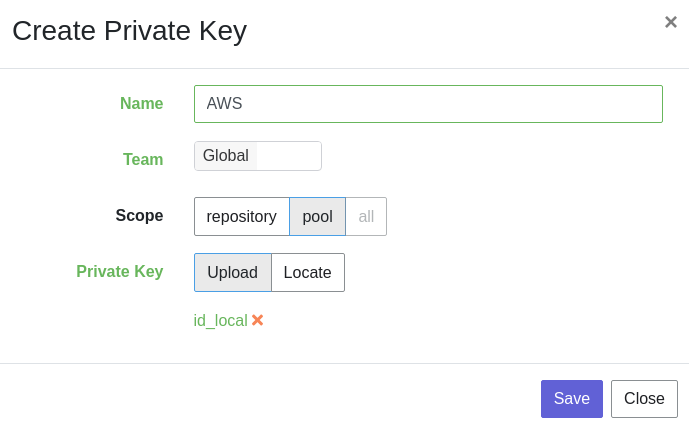 Create Private Key
×
Name
AWS
Team
Global
Scope
repository pool all
Private Key
Upload Locate
id_local
Save Close